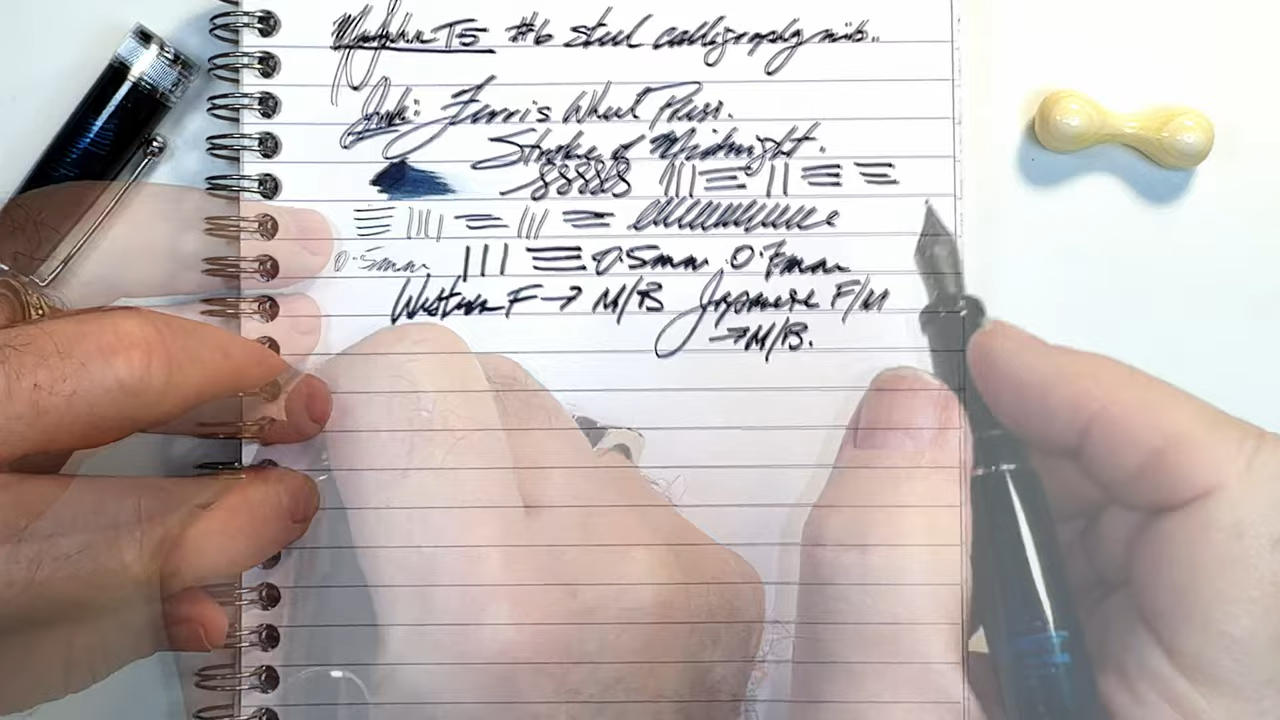 Majohn T5 #6 steel calligraphy nib..
Ink: Ferris Wheel Press.
Stroke of Midnight.
0.5mm 0.5mm 0.7mm
Western F → M/B Japanese F/M
→ M/B.